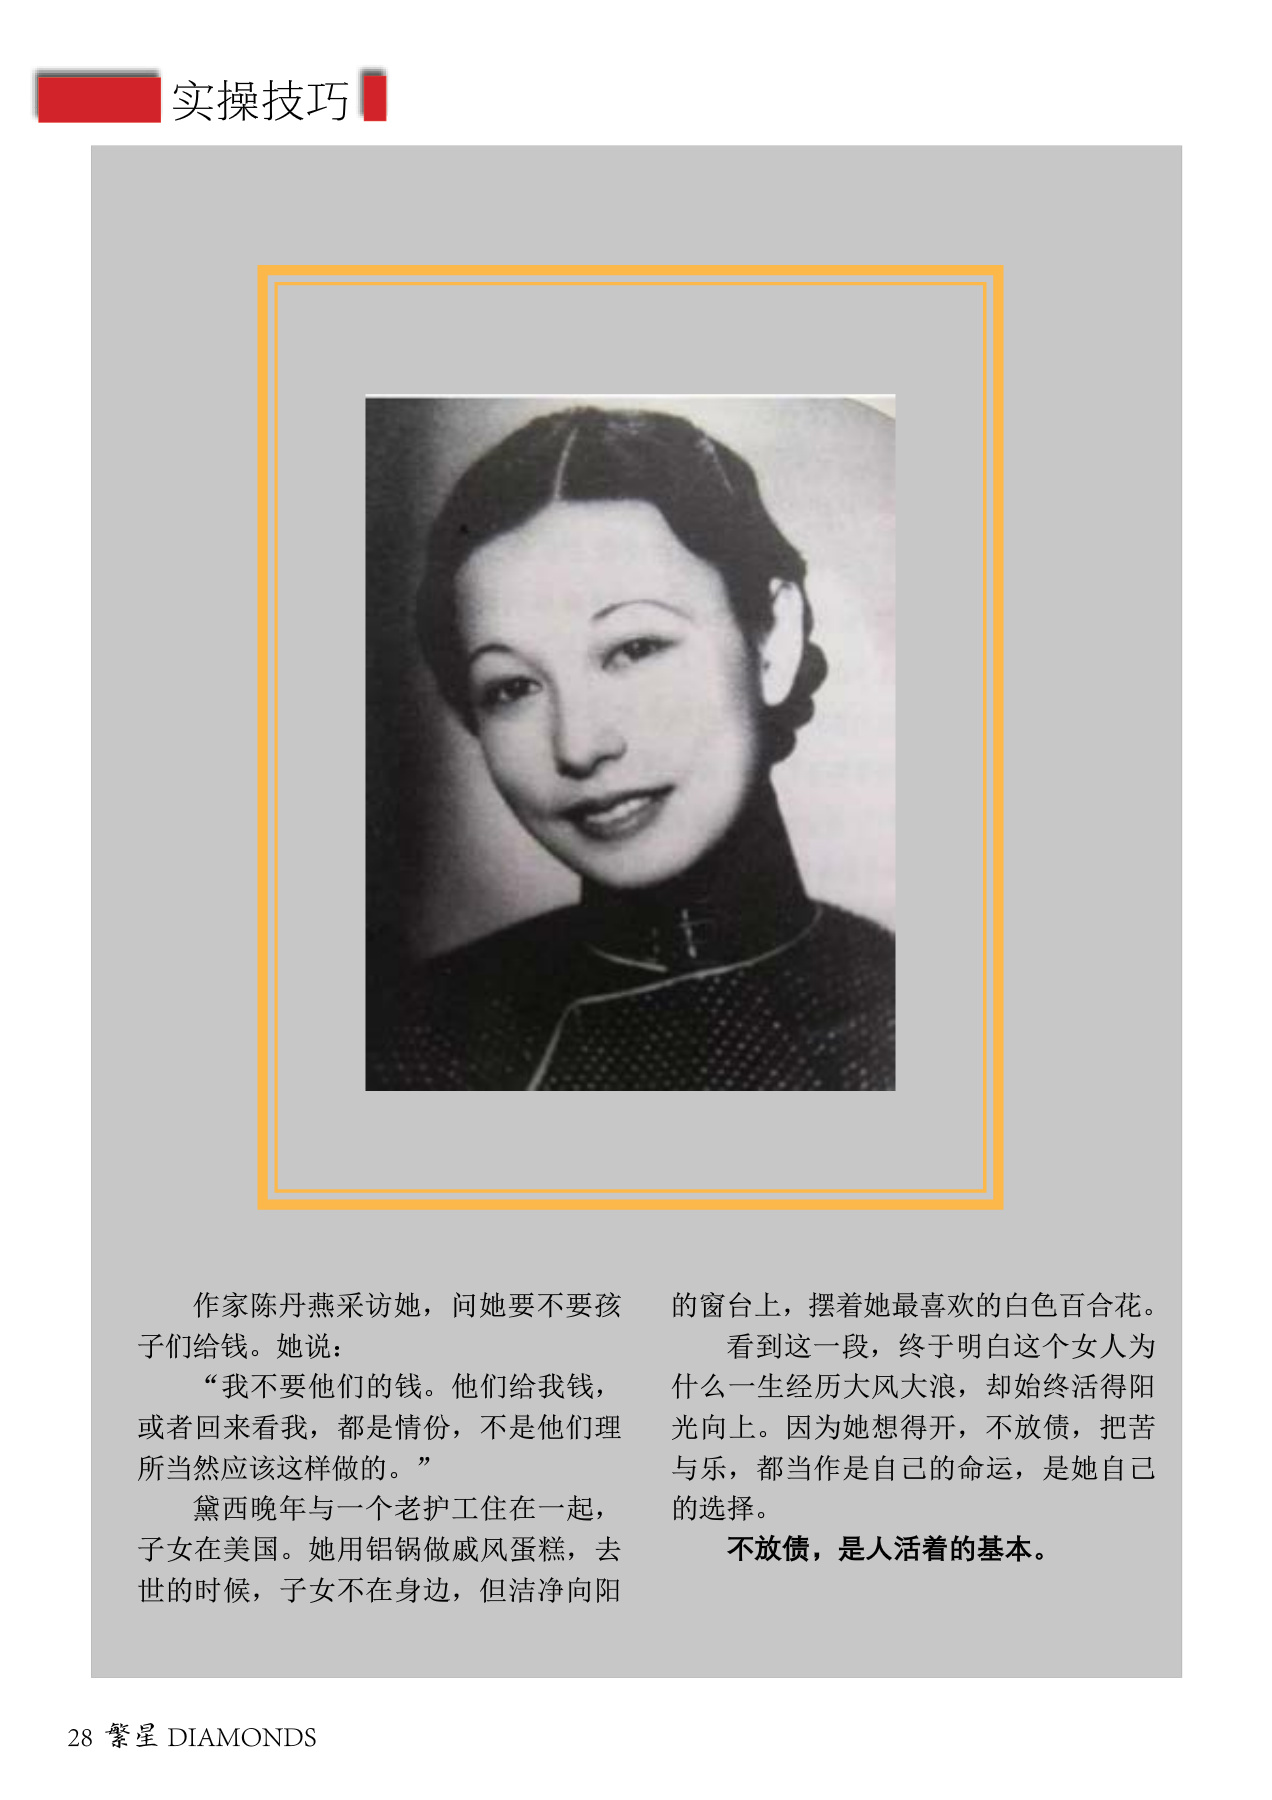 实操技巧
作家陈丹燕采访她，问她要不要孩
子们给钱。她说：
“我不要他们的钱。他们给我钱，
或者回来看我，都是情份，不是他们理
所当然应该这样做的。”
黛西晚年与一个老护工住在一起，
子女在美国。她用铝锅做戚风蛋糕，去
世的时候，子女不在身边，但洁净向阳
的窗台上，摆着她最喜欢的白色百合花。
看到这一段，终于明白这个女人为
什么一生经历大风大浪，却始终活得阳
光向上。因为她想得开，不放债，把苦
与乐，都当作是自己的命运，是她自己
的选择。
不放债，是人活着的基本。
28 繁星 DIAMONDS